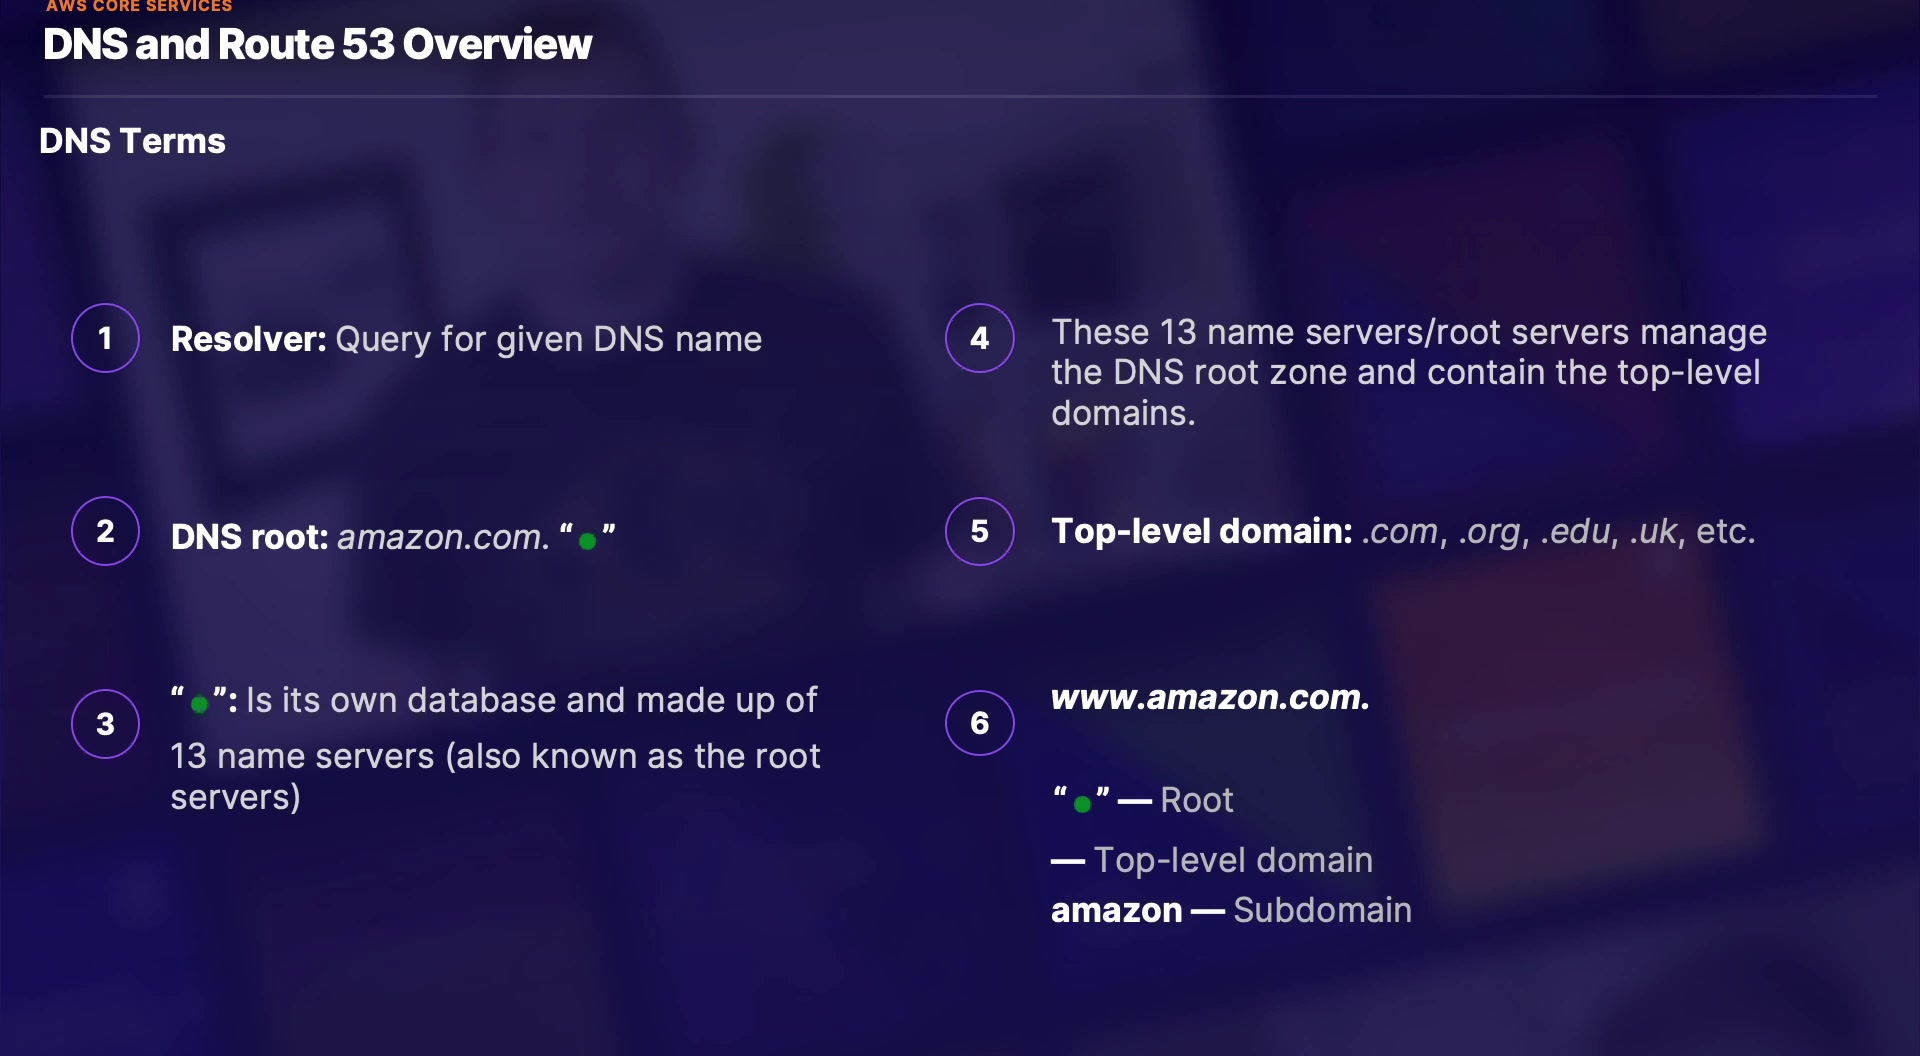 AWS CORE SERVICES
DNS and Route 53 Overview
DNS Terms
1
Resolver: Query for given DNS name
2
DNS root: amazon.com. “●”
3
“●”: Is its own database and made up of
13 name servers (also known as the root
servers)
4
These 13 name servers/root servers manage
the DNS root zone and contain the top-level
domains.
5
Top-level domain: .com, .org, .edu, .uk, etc.
6
www.amazon.com.
“●” — Root
— Top-level domain
amazon — Subdomain